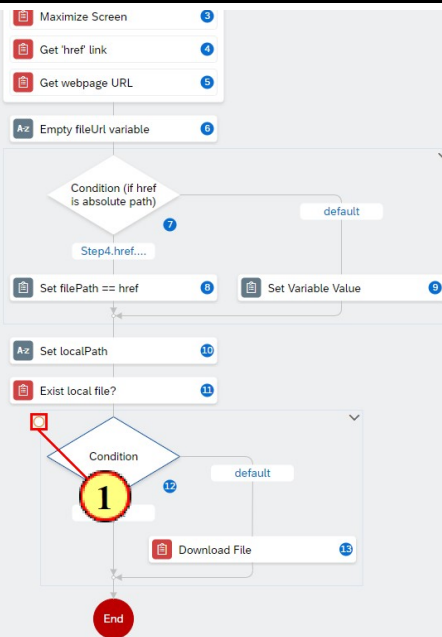 Maximize Screen 3
Get 'href' link 4
Get webpage URL 5
A-Z Empty fileUrl variable 6
Condition (if href
is absolute path)
7
default
Step4.href....
Set filePath == href 8
Set Variable Value 9
A-Z Set localPath 10
Exist local file? 11
Condition
12
default
1
Download File 13
End